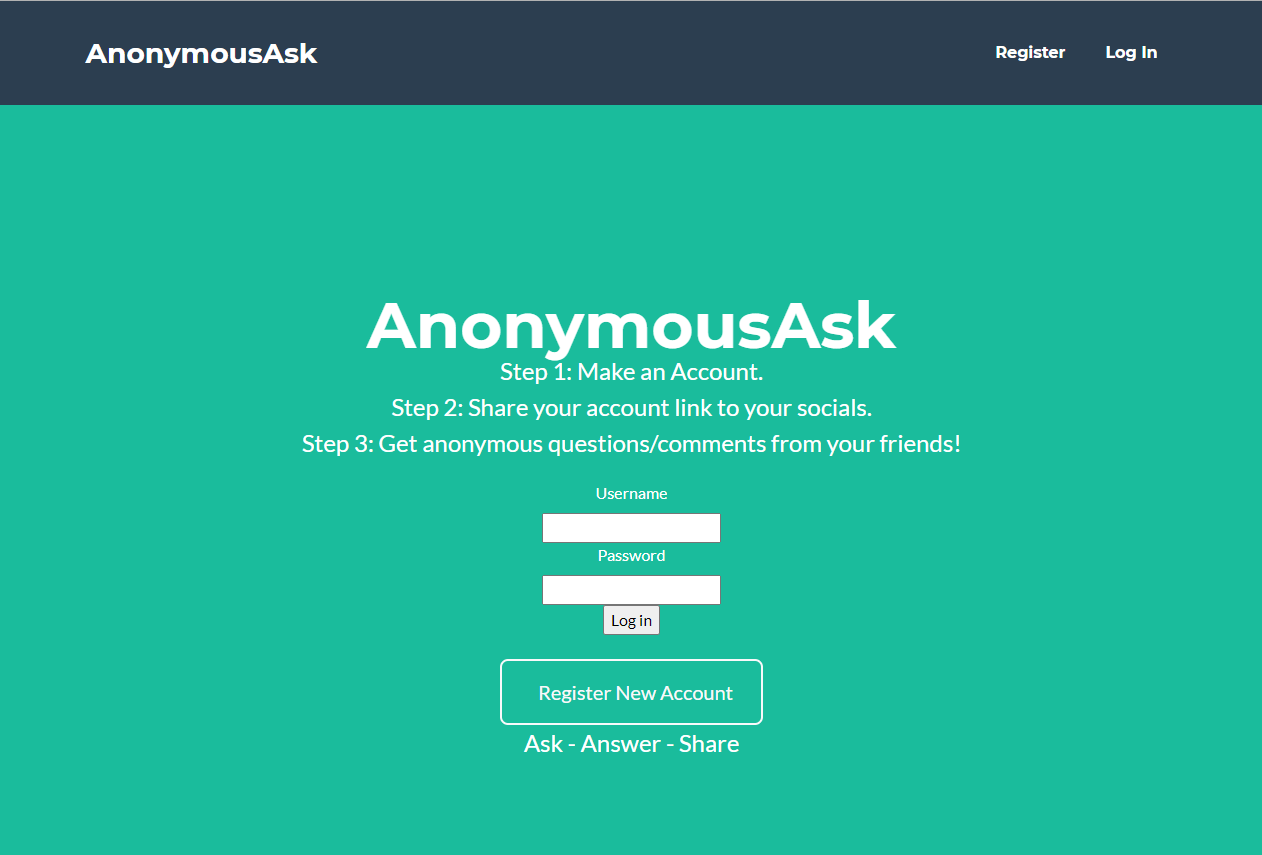 AnonymousAsk
Register
Log In
AnonymousAsk
Step 1: Make an Account.
Step 2: Share your account link to your socials.
Step 3: Get anonymous questions/comments from your friends!
Username
Password
Log in
Register New Account
Ask - Answer - Share